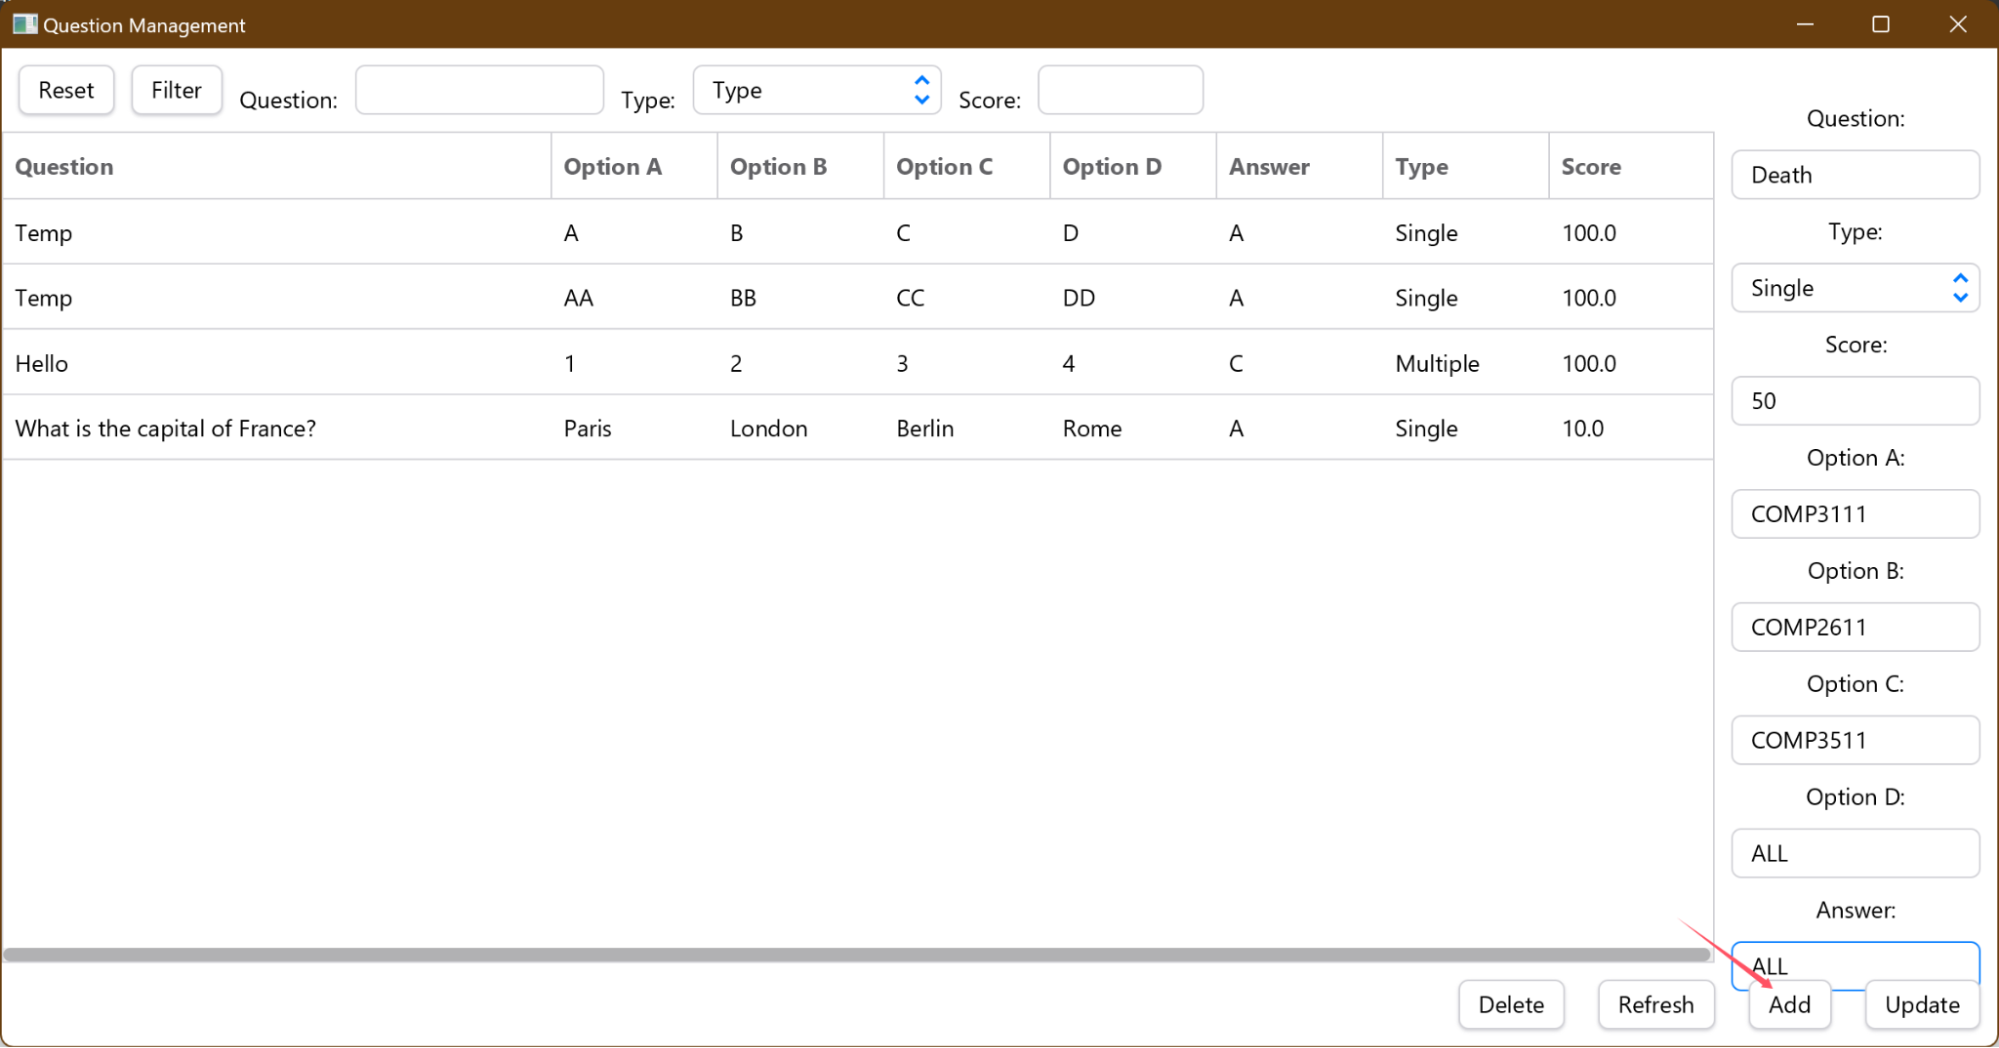 Question Management
Reset Filter Question: Type: Type Score:
Question Option A Option B Option C Option D Answer Type Score
Temp A B C D A Single 100.0
Temp AA BB CC DD A Single 100.0
Hello 1 2 3 4 C Multiple 100.0
What is the capital of France? Paris London Berlin Rome A Single 10.0
Question:
Death
Type:
Single
Score:
50
Option A:
COMP3111
Option B:
COMP2611
Option C:
COMP3511
Option D:
ALL
Answer:
ALL
Delete Refresh Add Update